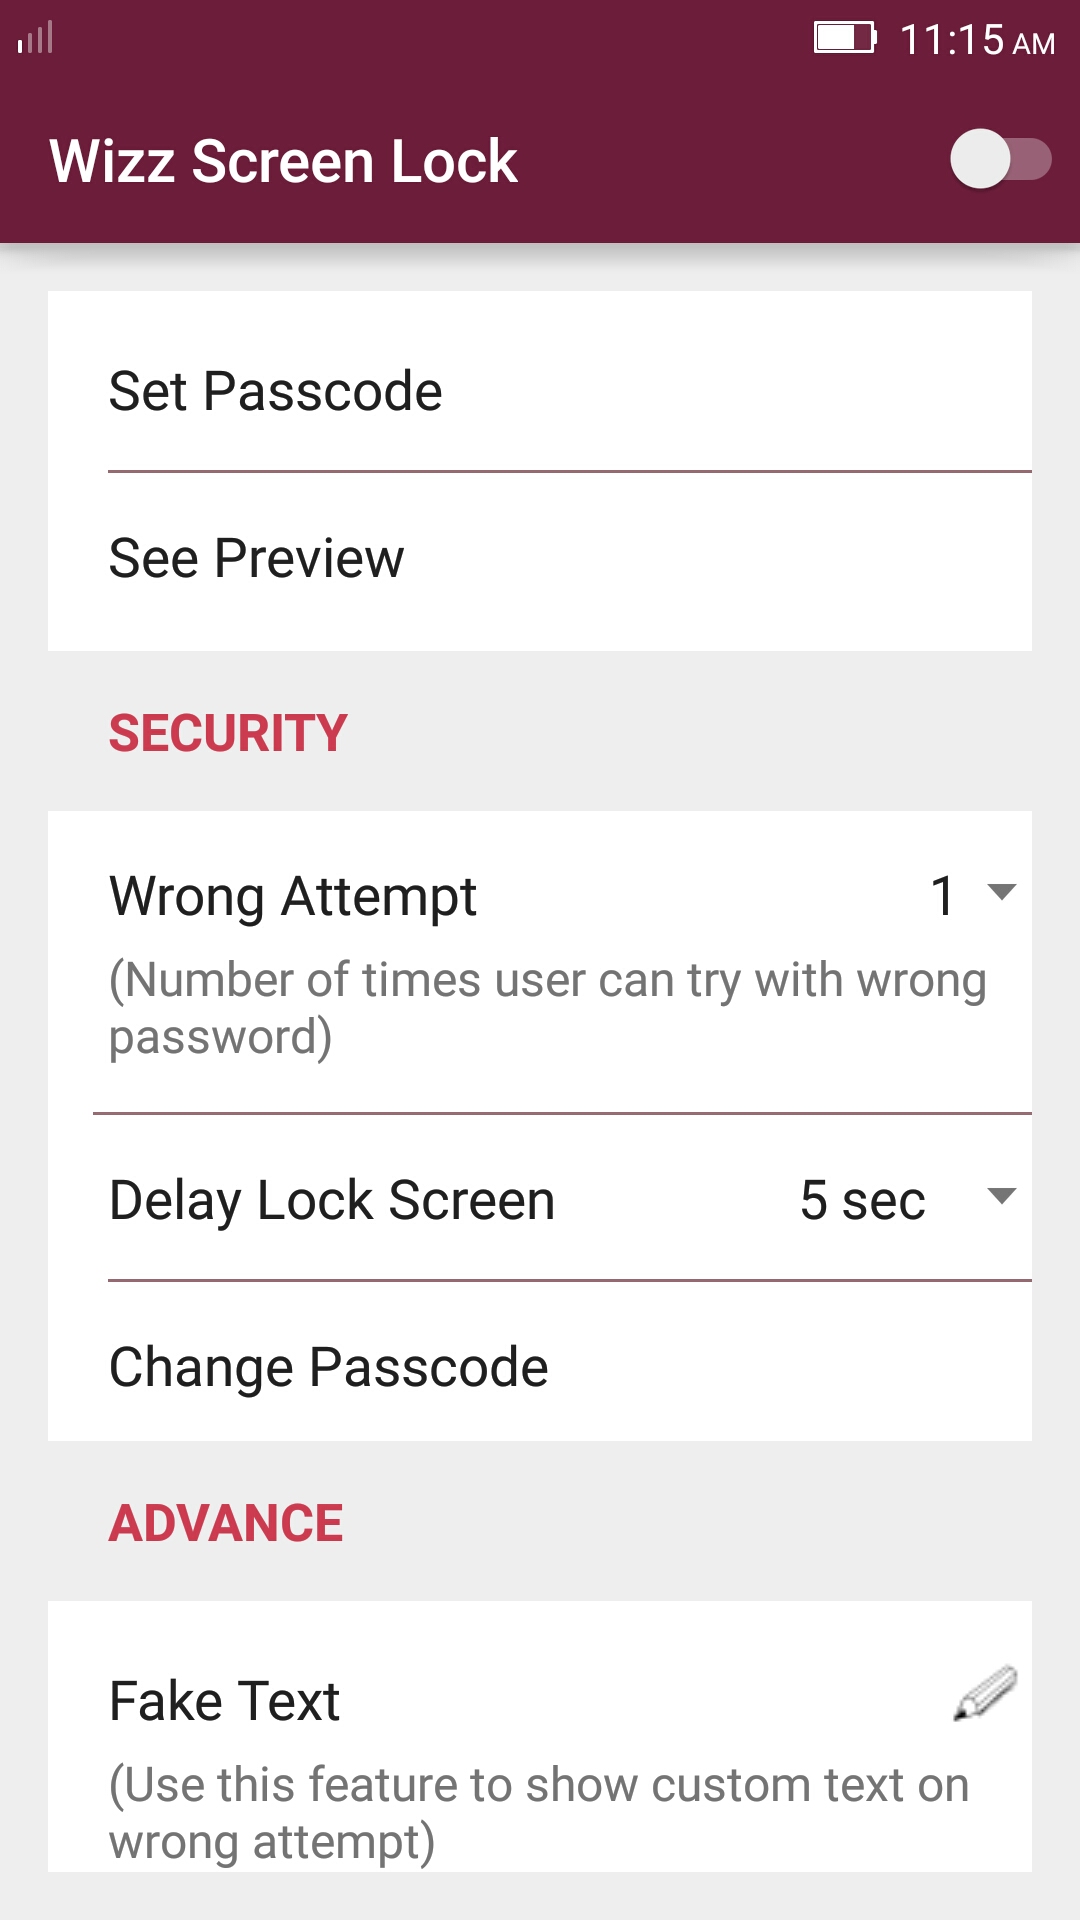 11:15 AM
Wizz Screen Lock
Set Passcode
See Preview
SECURITY
Wrong Attempt 1
(Number of times user can try with wrong
password)
Delay Lock Screen 5 sec
Change Passcode
ADVANCE
Fake Text
(Use this feature to show custom text on
wrong attempt)